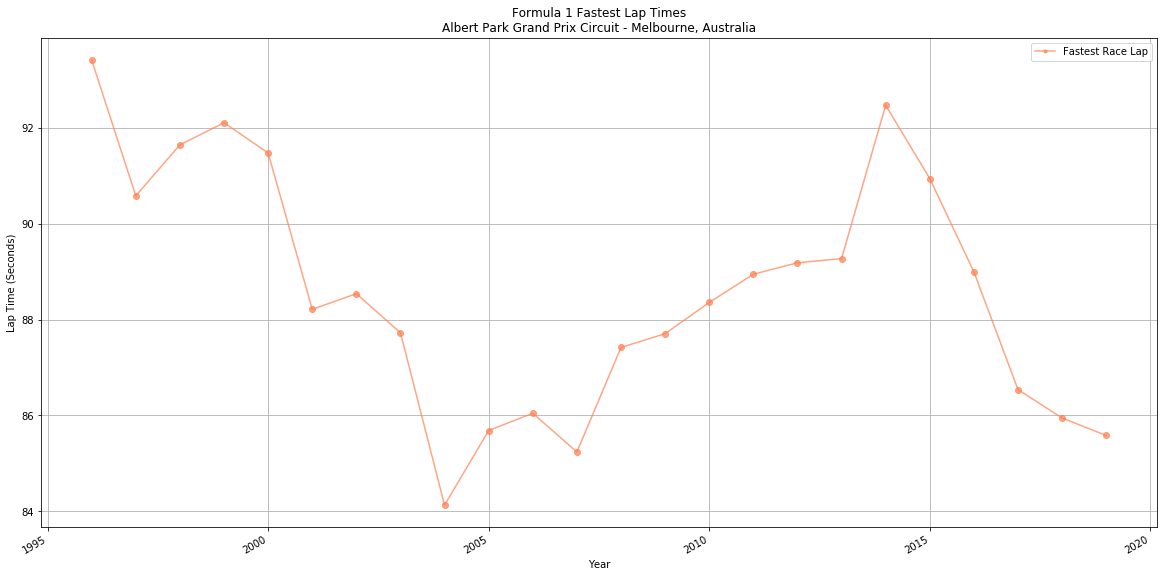 Formula 1 Fastest Lap Times
Albert Park Grand Prix Circuit - Melbourne, Australia
Fastest Race Lap
92
90
88
86
84
Lap Time (Seconds)
1995
2000
2005
2010
2015
2020
Year